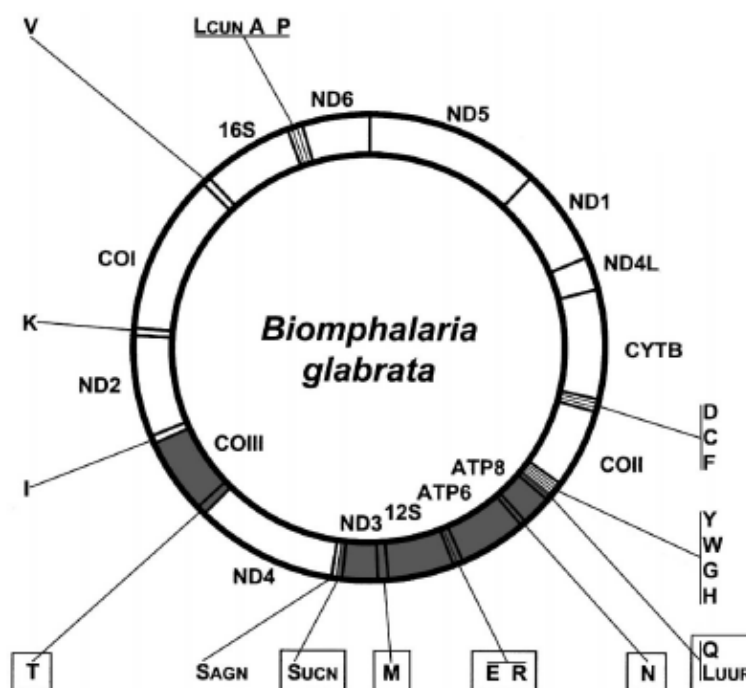 V
LCUN A P
ND6
ND5
16S
ND1
ND4L
COI
K
Biomphalaria
glabrata
CYTB
ND2
D
C
F
COIII
COII
I
ATP8
ATP6
12S
ND3
ND4
Y
W
G
H
T
SAGN
SUCN
M
E R
N
Q
LUUR